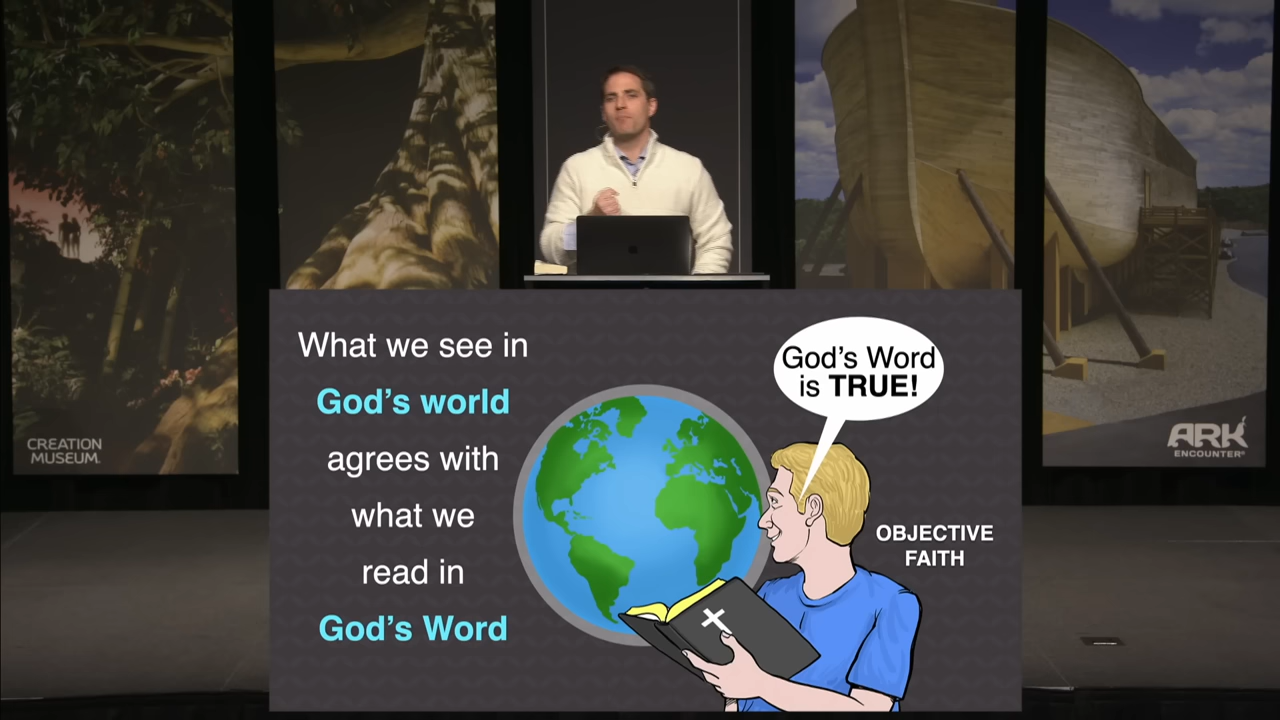 What we see in
God's world
agrees with
what we
read in
God's Word
God's Word
is TRUE!
OBJECTIVE
FAITH
CREATION
MUSEUM
ARK
ENCOUNTER®